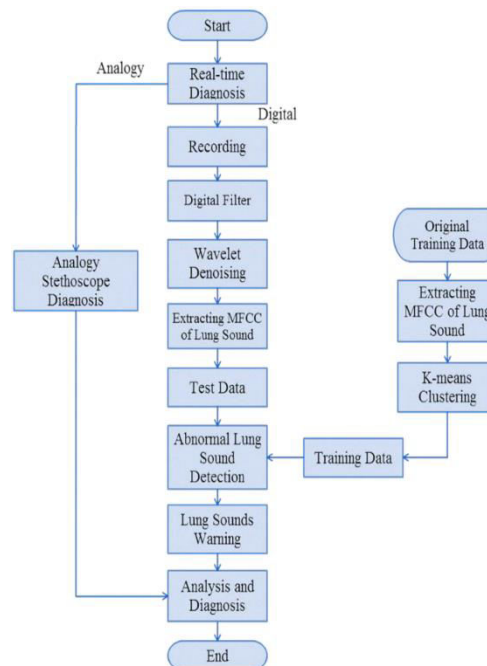 Start
Analogy
Real-time
Diagnosis
Digital
Recording
Digital Filter
Wavelet
Denoising
Extracting MFCC
of Lung Sound
Test Data
Abnormal Lung
Sound
Detection
Lung Sounds
Warning
Analysis and
Diagnosis
End
Analogy
Stethoscope
Diagnosis
Original
Training Data
Extracting
MFCC of Lung
Sound
K-means
Clustering
Training Data